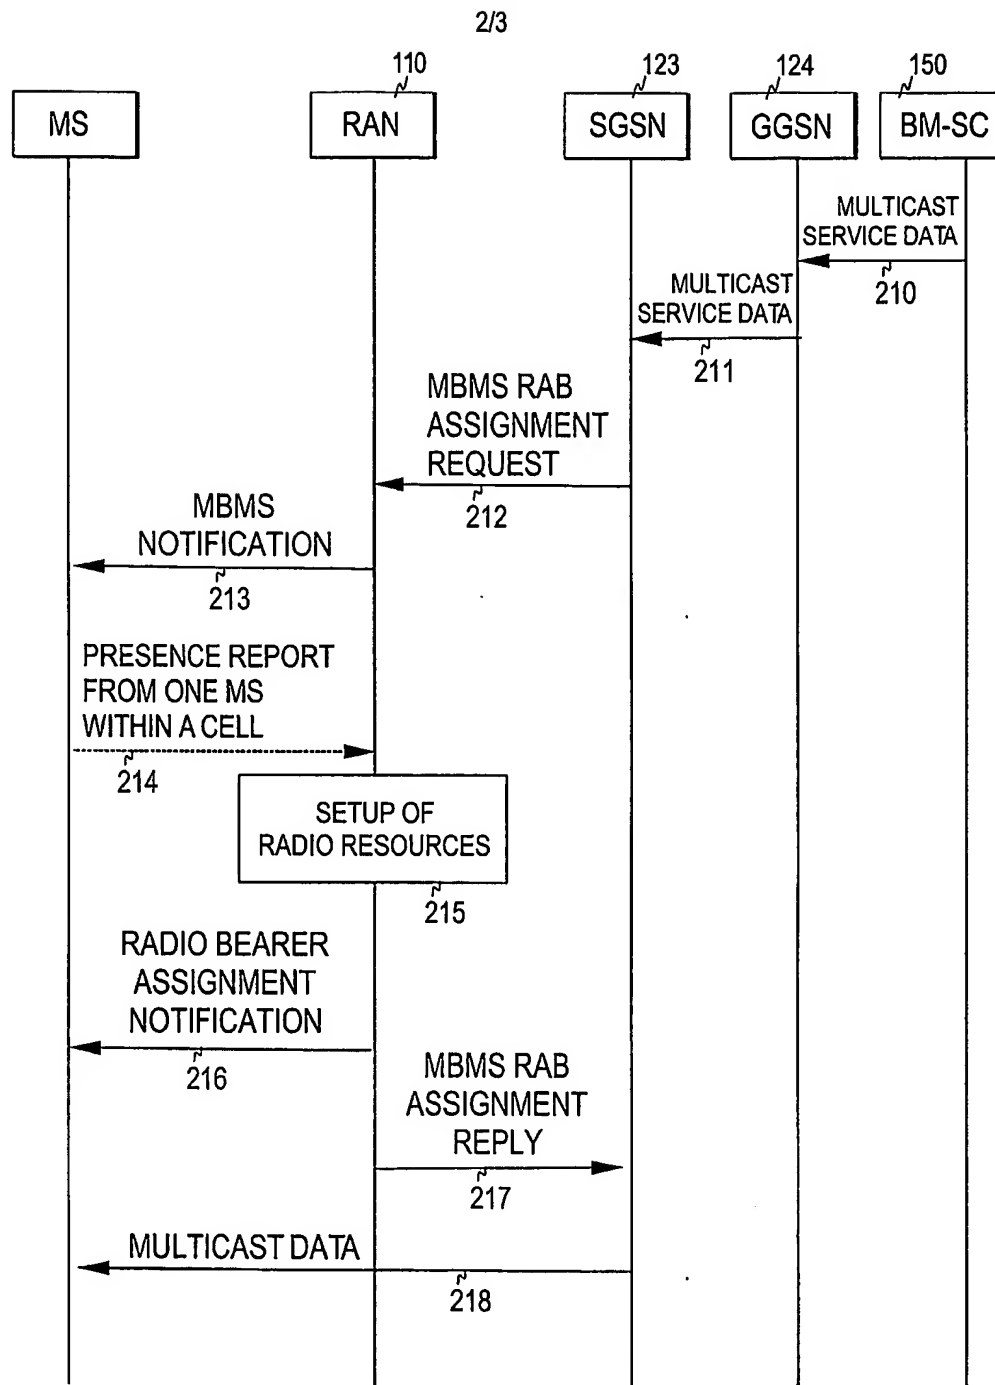 2/3
110
123
124
150
MS
RAN
SGSN
GGSN
BM-SC
MULTICAST
SERVICE DATA
210
MULTICAST
SERVICE DATA
211
MBMS RAB
ASSIGNMENT
REQUEST
212
MBMS
NOTIFICATION
213
PRESENCE REPORT
FROM ONE MS
WITHIN A CELL
214
SETUP OF
RADIO RESOURCES
215
RADIO BEARER
ASSIGNMENT
NOTIFICATION
216
MBMS RAB
ASSIGNMENT
REPLY
217
MULTICAST DATA
218